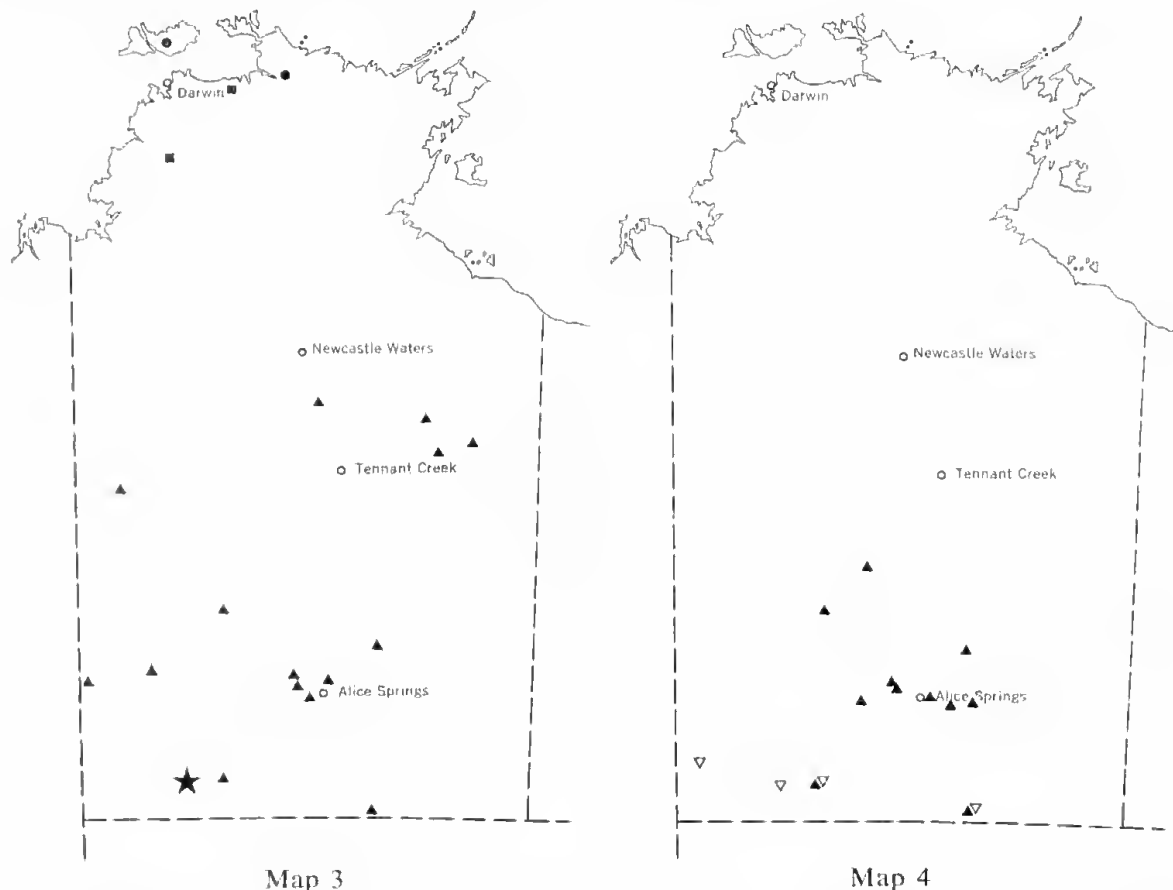 Darwin
Newcastle Waters
Tennant Creek
Alice Springs
Map 3
Darwin
Newcastle Waters
Tennant Creek
Alice Springs
Map 4